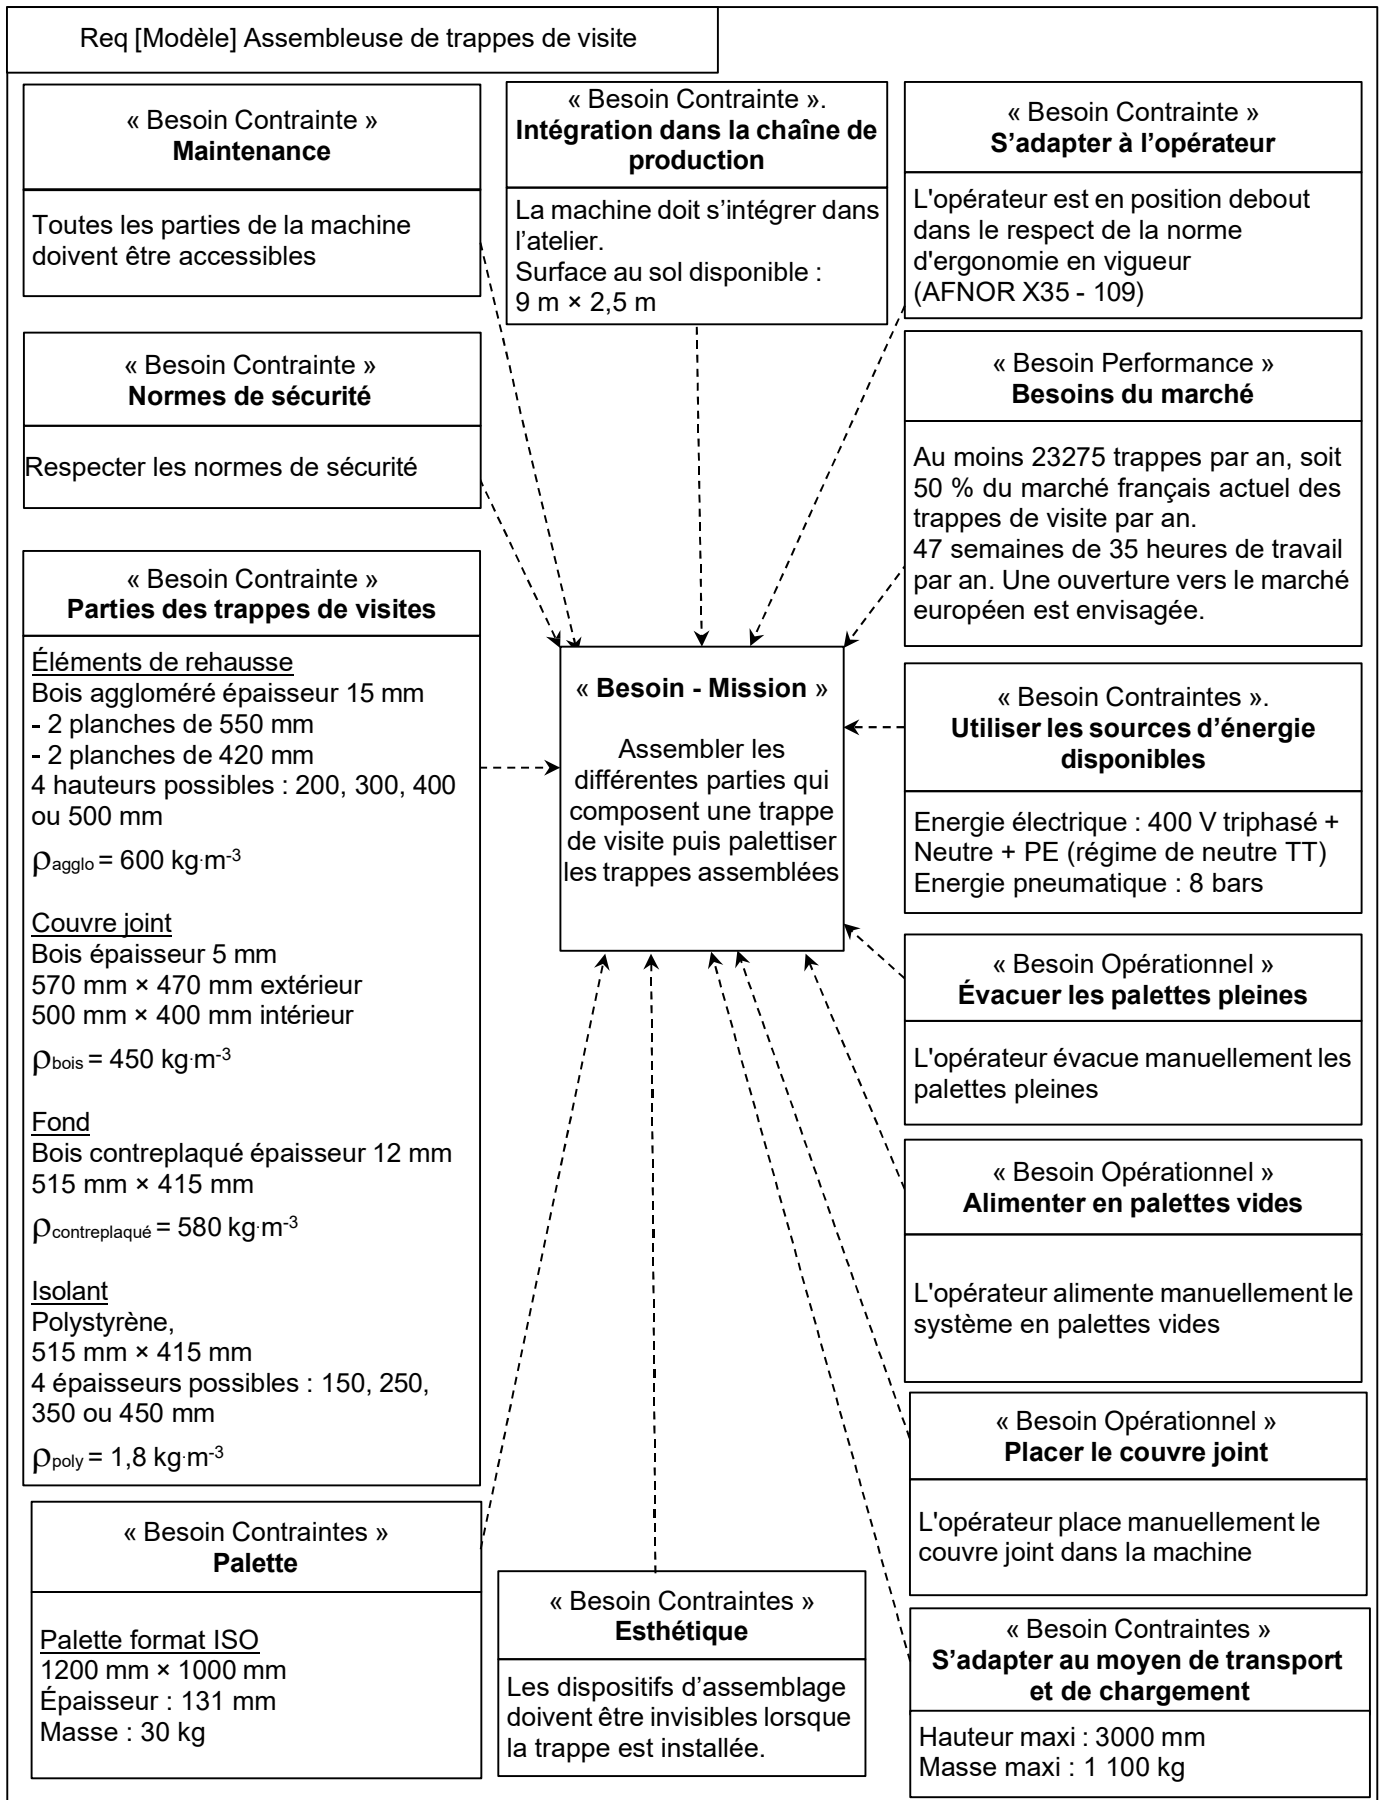 Req [Modèle] Assembleuse de trappes de visite
« Besoin Contrainte »
Maintenance
Toutes les parties de la machine
doivent être accessibles
« Besoin Contrainte ».
Intégration dans la chaîne de
production
La machine doit s’intégrer dans
l’atelier.
Surface au sol disponible :
9 m × 2,5 m
« Besoin Contrainte »
S’adapter à l’opérateur
L'opérateur est en position debout
dans le respect de la norme
d'ergonomie en vigueur
(AFNOR X35 - 109)
« Besoin Contrainte »
Normes de sécurité
Respecter les normes de sécurité
« Besoin Performance »
Besoins du marché
Au moins 23275 trappes par an, soit
50 % du marché français actuel des
trappes de visite par an.
47 semaines de 35 heures de travail
par an. Une ouverture vers le marché
européen est envisagée.
« Besoin Contrainte »
Parties des trappes de visites
Éléments de rehausse
Bois aggloméré épaisseur 15 mm
- 2 planches de 550 mm
- 2 planches de 420 mm
4 hauteurs possibles : 200, 300, 400
ou 500 mm
ρagglo = 600 kg·m-3
Couvre joint
Bois épaisseur 5 mm
570 mm × 470 mm extérieur
500 mm × 400 mm intérieur
ρbois = 450 kg·m-3
Fond
Bois contreplaqué épaisseur 12 mm
515 mm × 415 mm
ρcontreplaqué = 580 kg·m-3
Isolant
Polystyrène,
515 mm × 415 mm
4 épaisseurs possibles : 150, 250,
350 ou 450 mm
ρpoly = 1,8 kg·m-3
« Besoin - Mission »
Assembler les
différentes parties qui
composent une trappe
de visite puis palettiser
les trappes assemblées
« Besoin Contraintes ».
Utiliser les sources d’énergie
disponibles
Energie électrique : 400 V triphasé +
Neutre + PE (régime de neutre TT)
Energie pneumatique : 8 bars
« Besoin Opérationnel »
Évacuer les palettes pleines
L'opérateur évacue manuellement les
palettes pleines
« Besoin Opérationnel »
Alimenter en palettes vides
L'opérateur alimente manuellement le
système en palettes vides
« Besoin Opérationnel »
Placer le couvre joint
L'opérateur place manuellement le
couvre joint dans la machine
« Besoin Contraintes »
Palette
Palette format ISO
1200 mm × 1000 mm
Épaisseur : 131 mm
Masse : 30 kg
« Besoin Contraintes »
Esthétique
Les dispositifs d’assemblage
doivent être invisibles lorsque
la trappe est installée.
« Besoin Contraintes »
S’adapter au moyen de transport
et de chargement
Hauteur maxi : 3000 mm
Masse maxi : 1 100 kg